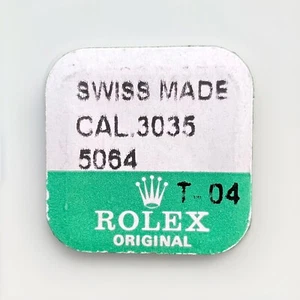 SWISS MADE
CAL.3035
5064
T-04
ROLEX
ORIGINAL